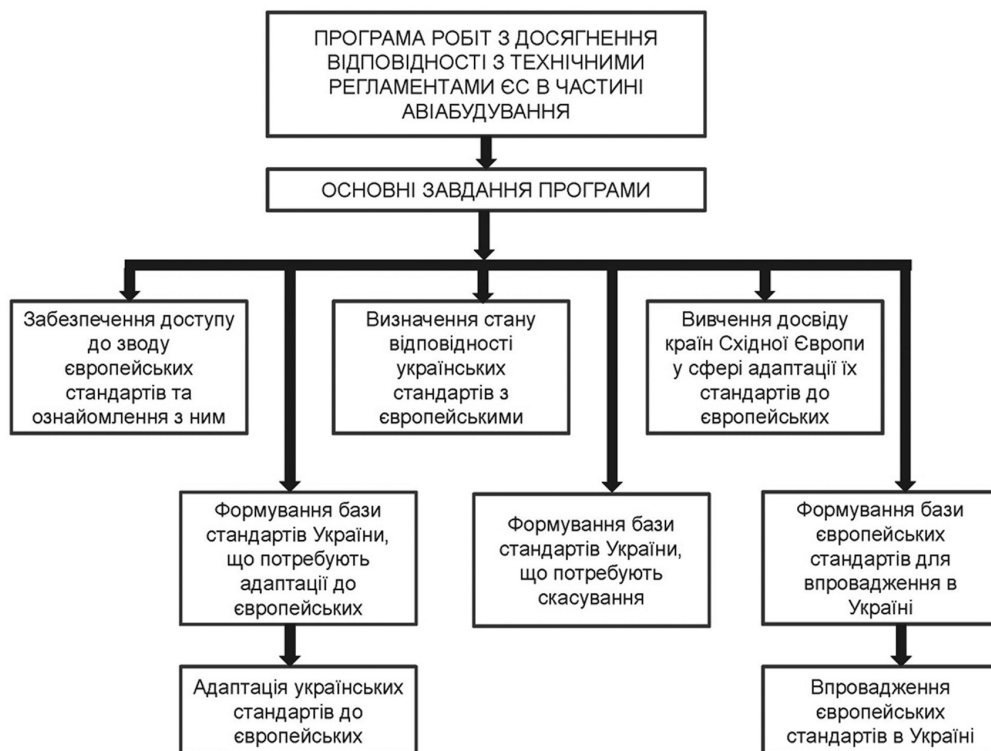 ПРОГРАМА РОБІТ З ДОСЯГНЕННЯ
ВІДПОВІДНОСТІ З ТЕХНІЧНИМИ
РЕГЛАМЕНТАМИ ЄС В ЧАСТИНІ
АВІАБУДУВАННЯ
ОСНОВНІ ЗАВДАННЯ ПРОГРАМИ
Забезпечення доступу
до зводу
європейських
стандартів та
ознайомлення з ним
Визначення стану
відповідності
українських
стандартів з
європейськими
Вивчення досвіду
країн Східної Європи
у сфері адаптації їх
стандартів до
європейських
Формування бази
стандартів України,
що потребують
адаптації до
європейських
Формування бази
стандартів України,
що потребують
скасування
Формування бази
європейських
стандартів для
впровадження в
Україні
Адаптація українських
стандартів до
європейських
Впровадження
європейських
стандартів в Україні